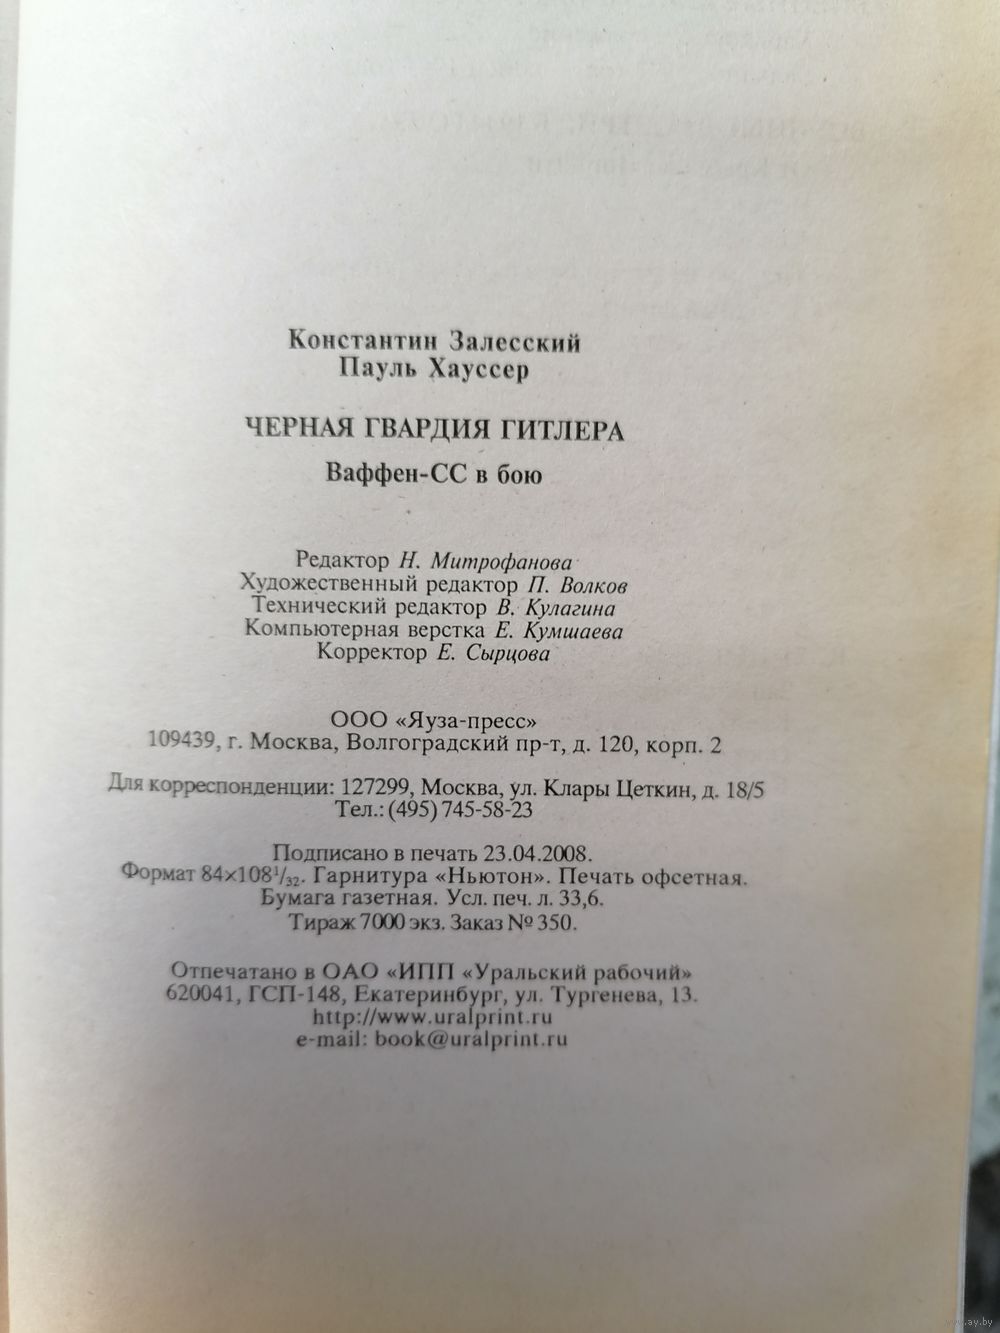 Константин Залесский
Пауль Хауссер
ЧЕРНАЯ ГВАРДИЯ ГИТЛЕРА
Ваффен-СС в бою
Редактор Н. Митрофанова
Художественный редактор П. Волков
Технический редактор В. Кулагина
Компьютерная верстка Е. Кумшаева
Корректор Е. Сырцова
ООО «Яуза-пресс»
109439, г. Москва, Волгоградский пр-т, д. 120, корп. 2
Для корреспонденции: 127299, Москва, ул. Клары Цеткин, д. 18/5
Тел.: (495) 745-58-23
Подписано в печать 23.04.2008.
Формат 84×108 1/32. Гарнитура «Ньютон». Печать офсетная.
Бумага газетная. Усл. печ. л. 33,6.
Тираж 7000 экз. Заказ № 350.
Отпечатано в ОАО «ИПП «Уральский рабочий»
620041, ГСП-148, Екатеринбург, ул. Тургенева, 13.
http://www.uralprint.ru
e-mail: book@uralprint.ru
www.ay.by